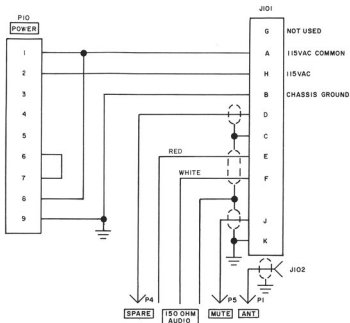 P10
POWER
1
2
3
4
5
6
7
8
9
J101
G NOT USED
A 115VAC COMMON
H 115VAC
B CHASSIS GROUND
D
C
E
F
J
K
RED
WHITE
J102
P4
P5
P1
SPARE
150 OHM
AUDIO
MUTE
ANT